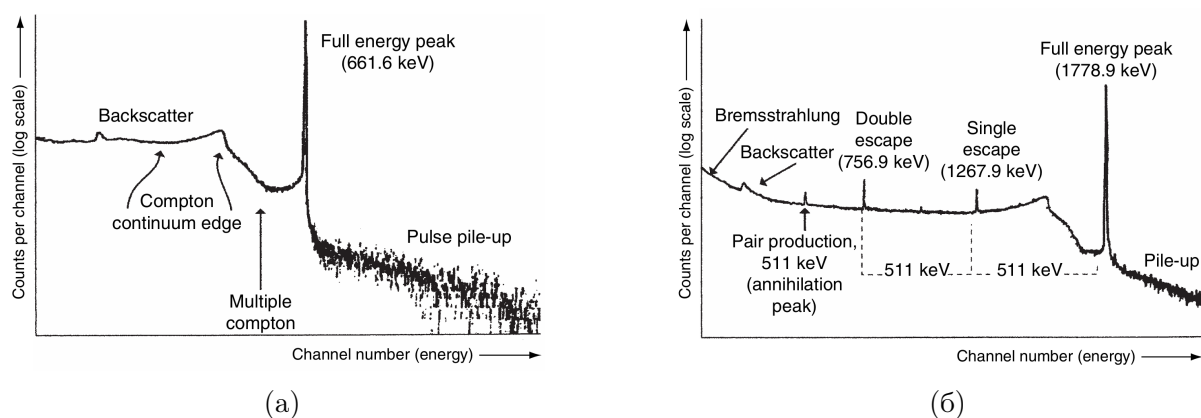 Counts per channel (log scale)
Full energy peak
(661.6 keV)
Backscatter
Compton
continuum edge
Pulse pile-up
Multiple
compton
Channel number (energy)
(а)
Counts per channel (log scale)
Full energy peak
(1778.9 keV)
Bremsstrahlung
Backscatter
Double
escape
(756.9 keV)
Single
escape
(1267.9 keV)
Pair production,
511 keV
(annihilation
peak)
511 keV
511 keV
Pile-up
Channel number (energy)
(б)